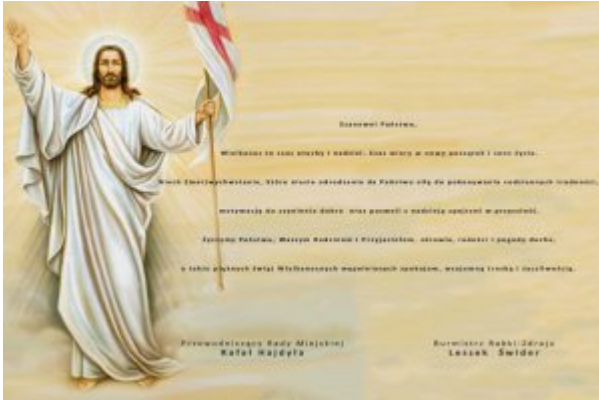 Szanowni Państwo,
Wielkanoc to czas otuchy i nadziei. Czas wiary w nowy początek i sens życia.
Niech Zmartwychwstanie, które niesie odrodzenie da Państwu siłę do pokonywania codziennych trudności,
motywację do czynienia dobra oraz pozwoli z nadzieją spojrzeć w przyszłość.
Życzymy Państwu, Waszym Rodzinom i Przyjaciołom, zdrowia, radości i pogody ducha,
a także pięknych Świąt Wielkanocnych wypełnionych spokojem, wzajemną troską i życzliwością.
Przewodniczący Rady Miejskiej
Rafał Hajdyła
Burmistrz Rabki-Zdroju
Leszek Świder